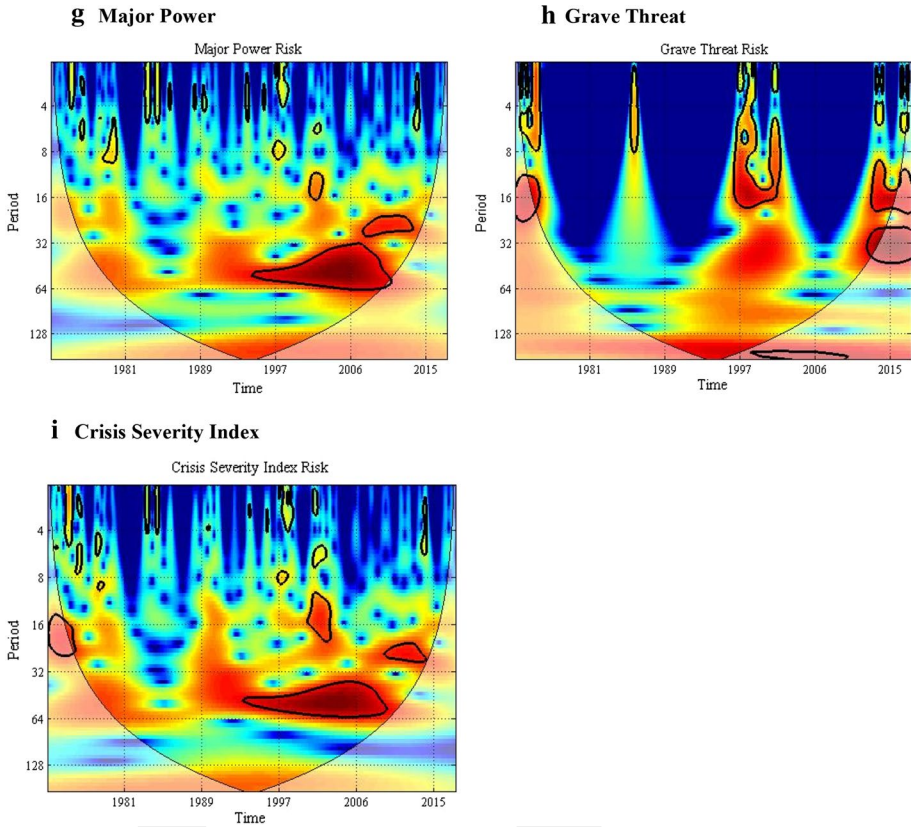 g Major Power
Major Power Risk
Period
4
8
16
32
64
128
1981 1989 1997 2006 2015
Time
h Grave Threat
Grave Threat Risk
Period
4
8
16
32
64
128
1981 1989 1997 2006 2015
Time
i Crisis Severity Index
Crisis Severity Index Risk
Period
4
8
16
32
64
128
1981 1989 1997 2006 2015
Time